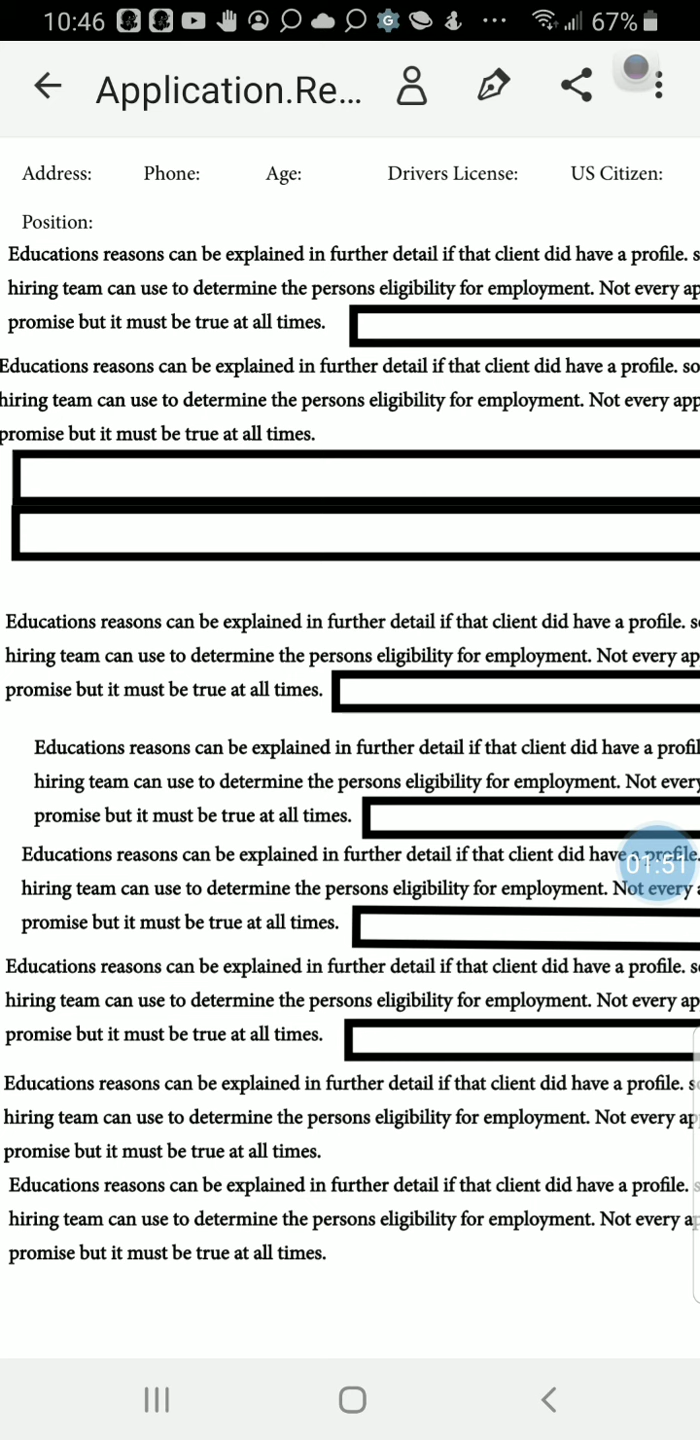 10:46 67%
Application.Re...
Address: Phone: Age: Drivers License: US Citizen:
Position:
Educations reasons can be explained in further detail if that client did have a profile. s
hiring team can use to determine the persons eligibility for employment. Not every ap
promise but it must be true at all times.
Educations reasons can be explained in further detail if that client did have a profile. so
hiring team can use to determine the persons eligibility for employment. Not every app
promise but it must be true at all times.
Educations reasons can be explained in further detail if that client did have a profile. s
hiring team can use to determine the persons eligibility for employment. Not every ap
promise but it must be true at all times.
Educations reasons can be explained in further detail if that client did have a profil
hiring team can use to determine the persons eligibility for employment. Not every
promise but it must be true at all times.
Educations reasons can be explained in further detail if that client did have a profile.
01:51
hiring team can use to determine the persons eligibility for employment. Not every a
promise but it must be true at all times.
Educations reasons can be explained in further detail if that client did have a profile. s
hiring team can use to determine the persons eligibility for employment. Not every ap
promise but it must be true at all times.
Educations reasons can be explained in further detail if that client did have a profile. s
hiring team can use to determine the persons eligibility for employment. Not every ap
promise but it must be true at all times.
Educations reasons can be explained in further detail if that client did have a profile. s
hiring team can use to determine the persons eligibility for employment. Not every ap
promise but it must be true at all times.